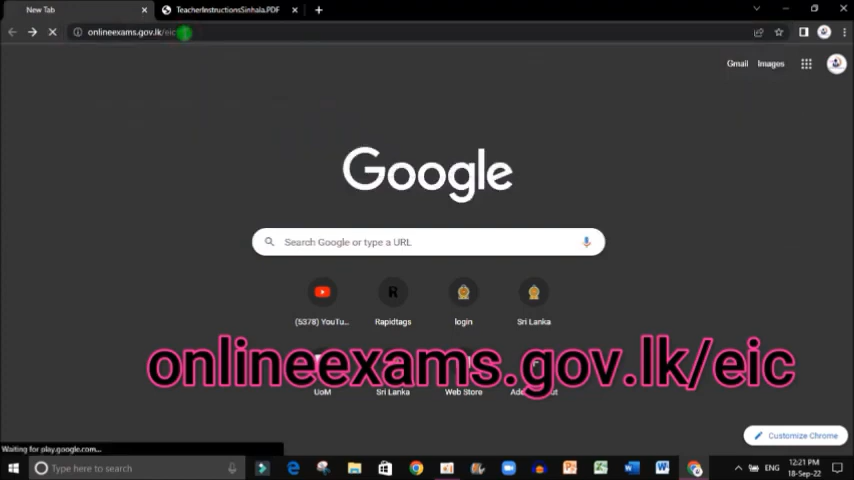 New Tab
TeacherInstructionsSinhala.PDF
onlineexams.gov.lk/eic
Gmail Images
Google
Search Google or type a URL
(5378) YouTu... Rapidtags login Sri Lanka
onlineexams.gov.lk/eic
UoM Sri Lanka Web Store
Customize Chrome
Waiting for play.google.com...
Type here to search
ENG
12:21 PM
18-Sep-22